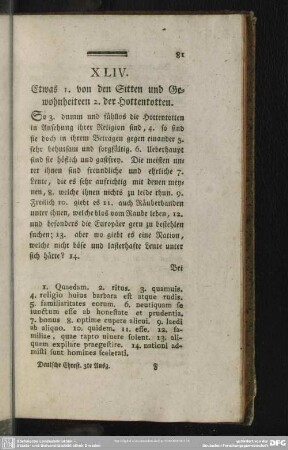 81
XLIV.
Etwas 1. von den Sitten und Ge-
wohnheiten 2. der Hottentotten.
So 3. dumm und fühllos die Hottentotten
in Ansehung ihrer Religion sind, 4. so sind
sie doch in ihrem Betragen gegen einander 5.
sehr behutsam und sorgfältig. 6. Ueberhaupt
sind sie höflich und gastfrey. Die meisten un-
ter ihnen sind freundliche und ehrliche 7.
Leute, die es sehr aufrichtig mit denen mey-
nen, 8. welche ihnen nichts zu leide thun. 9.
Freilich 10. giebt es 11. auch Räuberbanden
unter ihnen, welche blos vom Raube leben, 12.
und besonders die Europäer gern zu bestehlen
suchen; 13. aber wo giebt es eine Nation,
welche nicht böse und lasterhafte Leute unter
sich hätte? 14.
Bei
1. Quaedam. 2. ritus. 3. quamuis.
4. religio huius barbara est atque rudis.
5. familiaritates eorum. 6. neutiquam se
iunctum esse ab honestate et prudentia.
7. bonus 8. optime cupere alicui. 9. laedi
ab aliquo. 10. quidem. 11. esse. 12. fa-
miliae, quae rapto uiuere solent. 13. ali-
quem expilare praegestire. 14. nationi ad-
misti sunt homines scelerati.
Deutsche Chrest. 3te Aufl. F